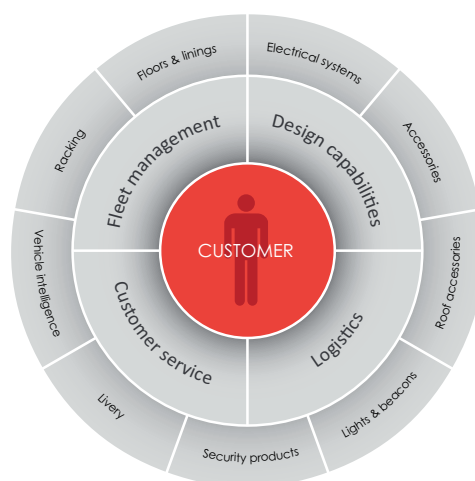 Floors & linings
Electrical systems
Accessories
Roof accessories
Lights & beacons
Security products
Livery
Vehicle intelligence
Racking
Fleet management
Design capabilities
Logistics
Customer service
CUSTOMER